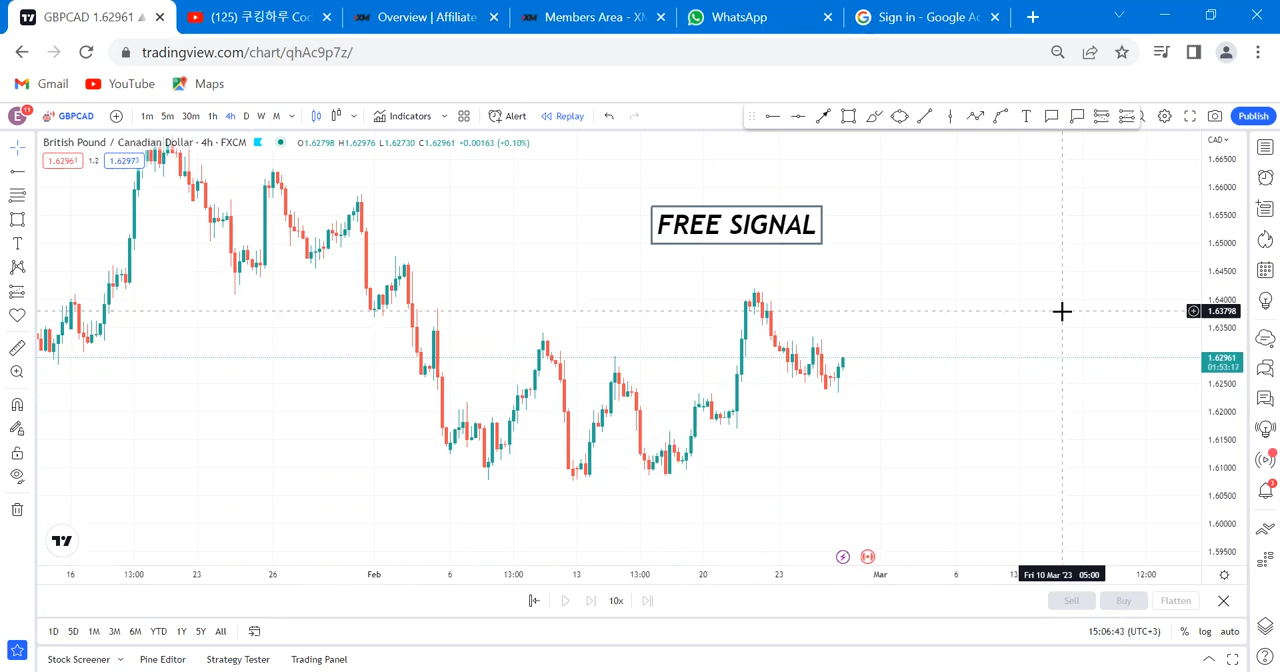 GBPCAD 1.62961
(125) 쿠킹하루 Coo
Overview | Affiliate
Members Area - XM
WhatsApp
Sign in - Google Ac
tradingview.com/chart/qhAc9p7z/
Gmail
YouTube
Maps
E
11
GBPCAD
1m 5m 30m 1h 4h D W M
Indicators
Alert
Replay
T
Publish
British Pound / Canadian Dollar · 4h · FXCM
O1.62798 H1.62976 L1.62730 C1.62961 +0.00163 (+0.10%)
CAD
1.62961
1.2
1.62973
1.66500
1.66000
1.65500
1.65000
1.64500
1.64000
1.63798
1.63500
1.62961
01:53:17
1.62500
1.62000
1.61500
1.61000
1.60500
1.60000
1.59500
FREE SIGNAL
T
3
16 13:00 23 26 Feb 6 13:00 13 13:00 20 23 Mar 6 13 Fri 10 Mar '23 05:00 12:00
10x
Sell
Buy
Flatten
1D 5D 1M 3M 6M YTD 1Y 5Y All
15:06:43 (UTC+3)
% log auto
Stock Screener
Pine Editor
Strategy Tester
Trading Panel